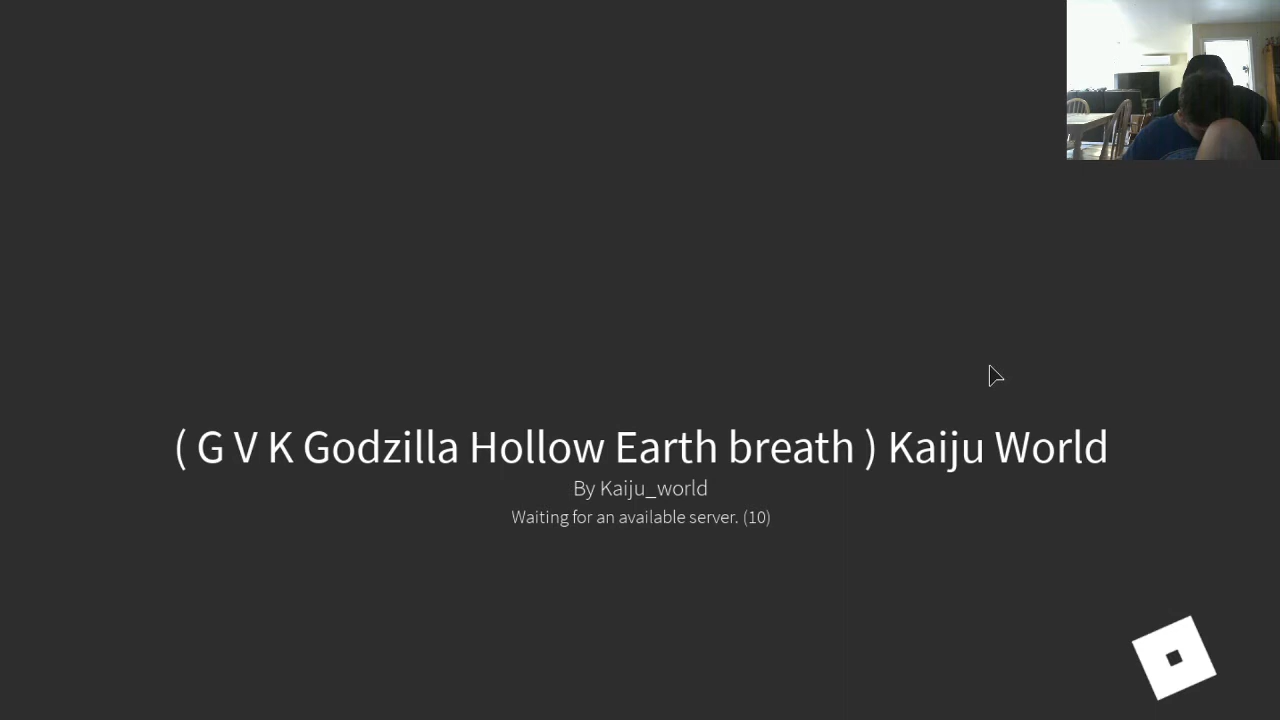 ( G V K Godzilla Hollow Earth breath ) Kaiju World
By Kaiju_world
Waiting for an available server. (10)